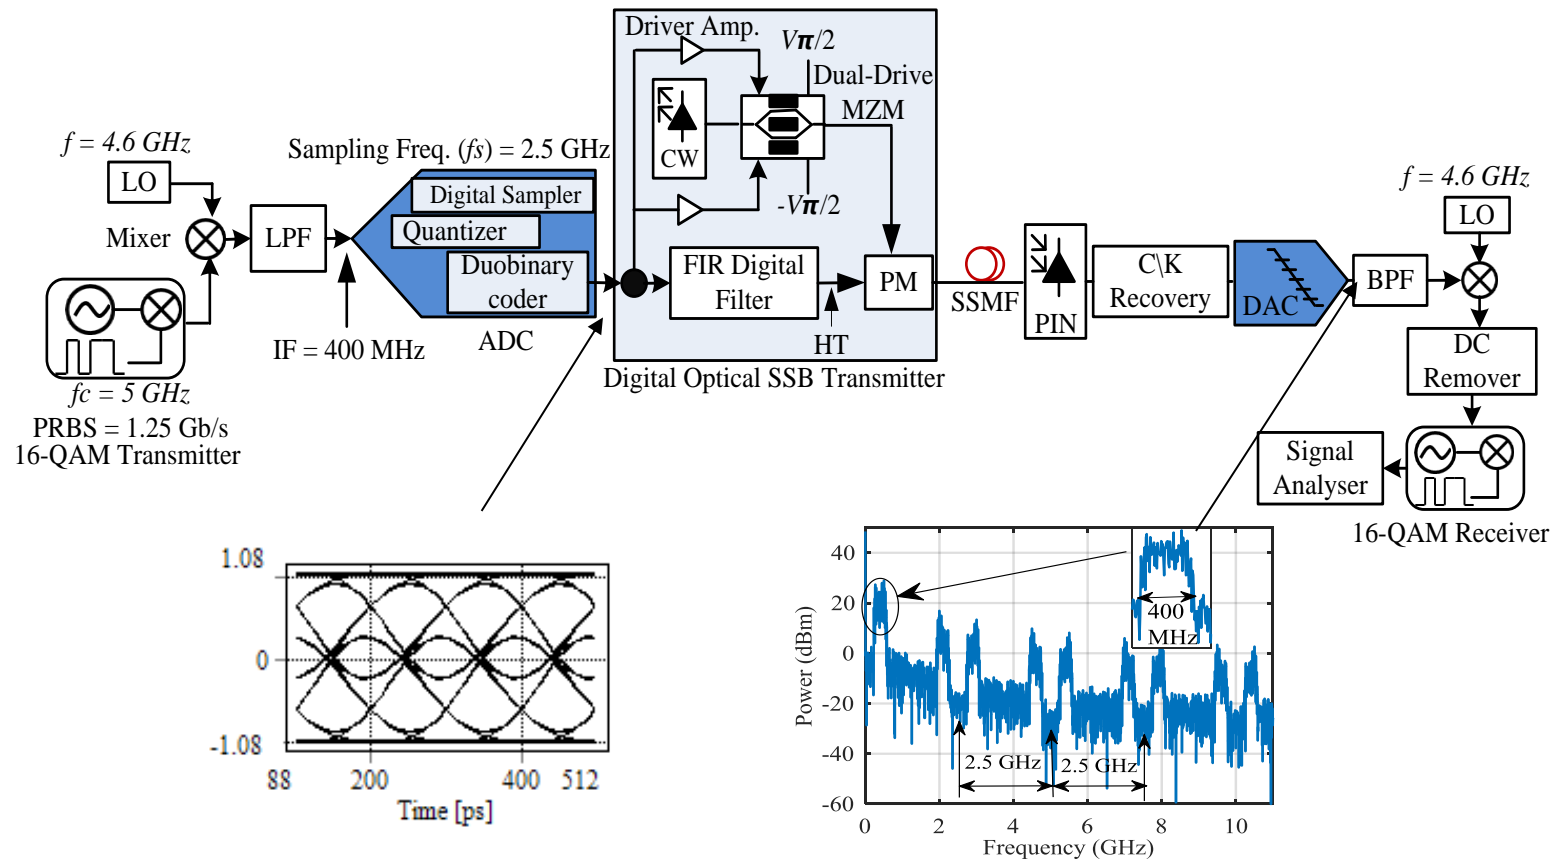 f = 4.6 GHz
LO
Mixer
LPF
fc = 5 GHz
PRBS = 1.25 Gb/s
16-QAM Transmitter
IF = 400 MHz
Sampling Freq. (fs) = 2.5 GHz
Digital Sampler
Quantizer
Duobinary
coder
ADC
Driver Amp.
Vπ/2
Dual-Drive
MZM
CW
-Vπ/2
FIR Digital
Filter
HT
PM
Digital Optical SSB Transmitter
SSMF
PIN
C\K
Recovery
DAC
BPF
f = 4.6 GHz
LO
DC
Remover
Signal
Analyser
16-QAM Receiver
1.08
0
-1.08
88
200
400
512
Time [ps]
Power (dBm)
40
20
0
-20
-40
-60
400
MHz
2.5 GHz
2.5 GHz
0
2
4
6
8
10
Frequency (GHz)